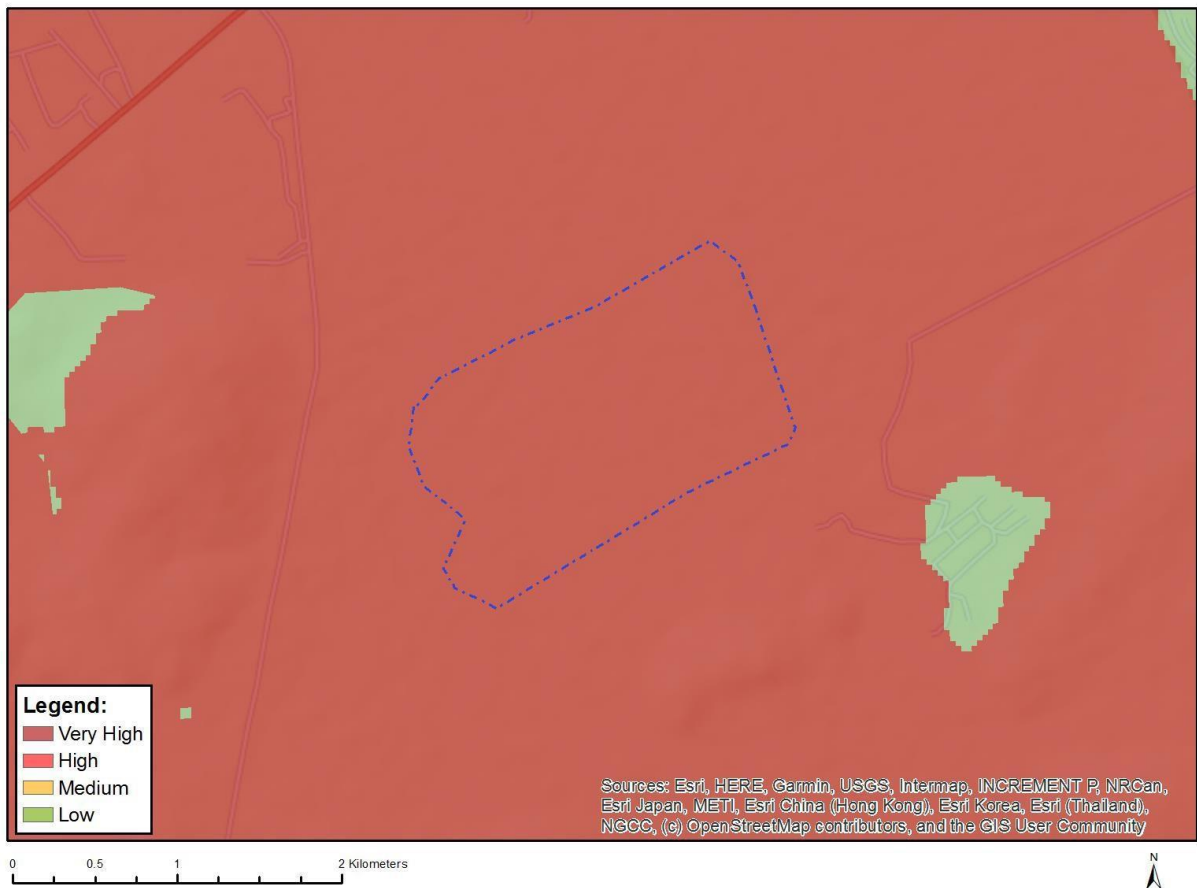 Legend:
Very High
High
Medium
Low
Sources: Esri, HERE, Garmin, USGS, Intermap, INCREMENT P, NRCan,
Esri Japan, METI, Esri China (Hong Kong), Esri Korea, Esri (Thailand),
NGCC, (c) OpenStreetMap contributors, and the GIS User Community
0 0.5 1 2 Kilometers
N